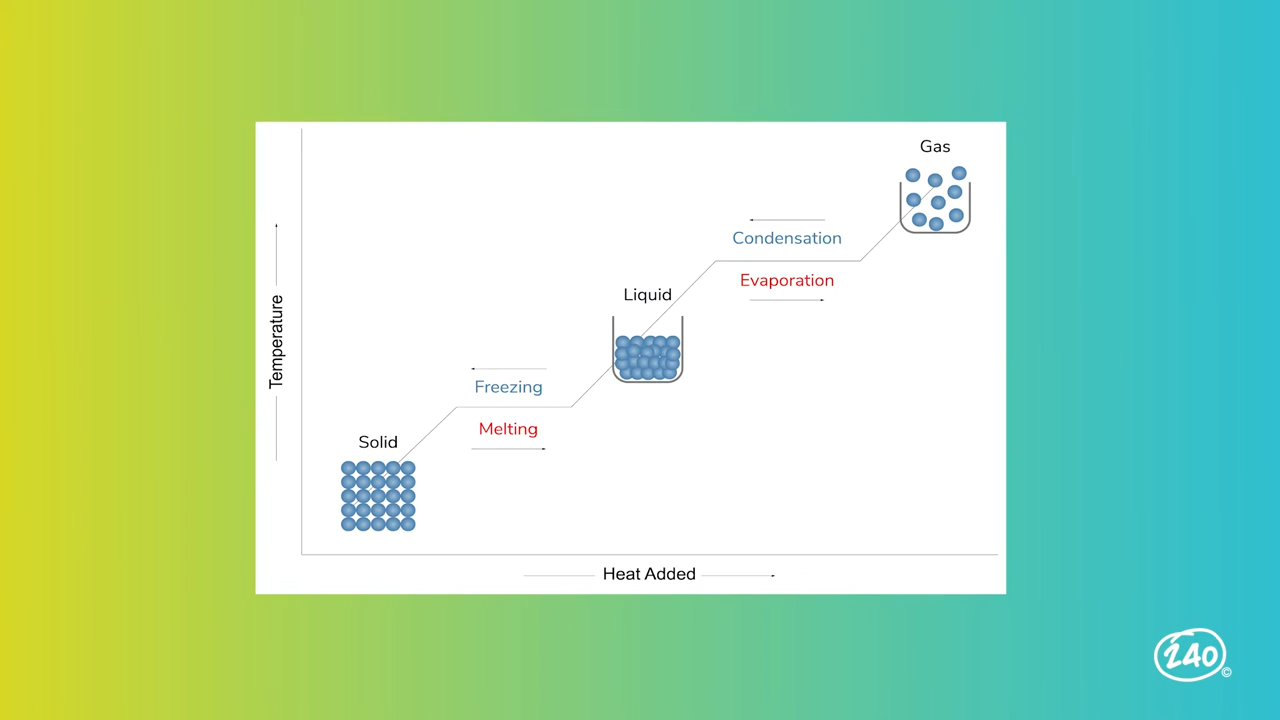 Gas
Condensation
Evaporation
Liquid
Temperature
Freezing
Melting
Solid
Heat Added
240
©